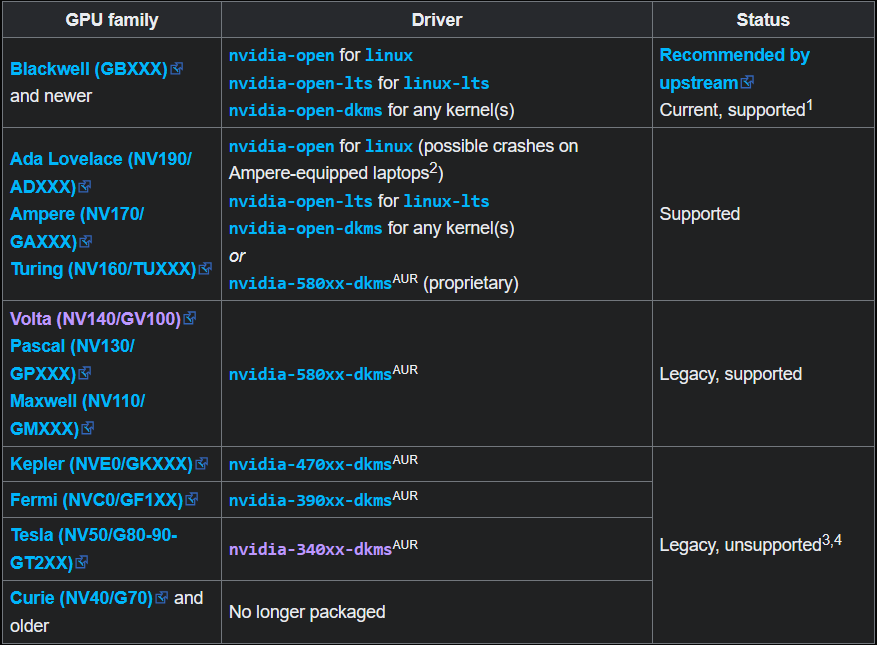 GPU family
Driver
Status
Blackwell (GBXXX)
and newer
nvidia-open for linux
nvidia-open-lts for linux-lts
nvidia-open-dkms for any kernel(s)
Recommended by
upstream
Current, supported1
Ada Lovelace (NV190/
ADXXX)
Ampere (NV170/
GAXXX)
Turing (NV160/TUXXX)
nvidia-open for linux (possible crashes on
Ampere-equipped laptops2)
nvidia-open-lts for linux-lts
nvidia-open-dkms for any kernel(s)
or
nvidia-580xx-dkmsAUR (proprietary)
Supported
Volta (NV140/GV100)
Pascal (NV130/
GPXXX)
Maxwell (NV110/
GMXXX)
nvidia-580xx-dkmsAUR
Legacy, supported
Kepler (NVE0/GKXXX)
nvidia-470xx-dkmsAUR
Fermi (NVC0/GF1XX)
nvidia-390xx-dkmsAUR
Tesla (NV50/G80-90-
GT2XX)
nvidia-340xx-dkmsAUR
Curie (NV40/G70) and
older
No longer packaged
Legacy, unsupported3,4